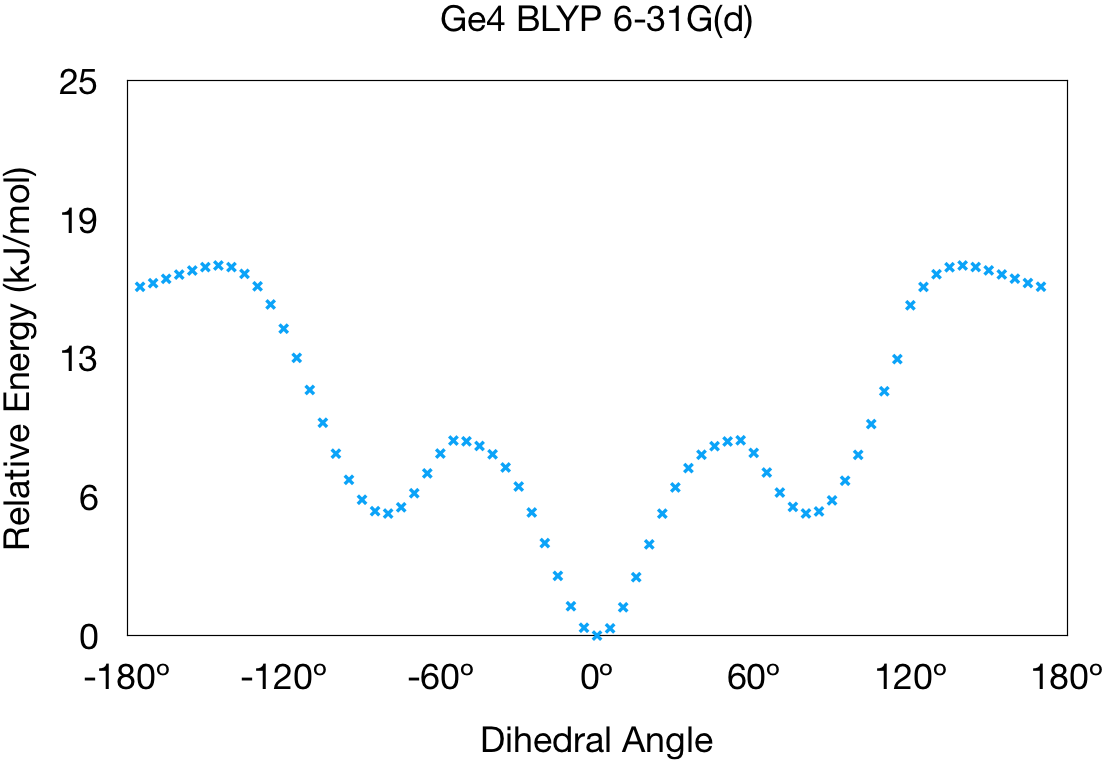 Ge4 BLYP 6-31G(d)
25
19
13
6
0
Relative Energy (kJ/mol)
-180º
-120º
-60º
0º
60º
120º
180º
Dihedral Angle